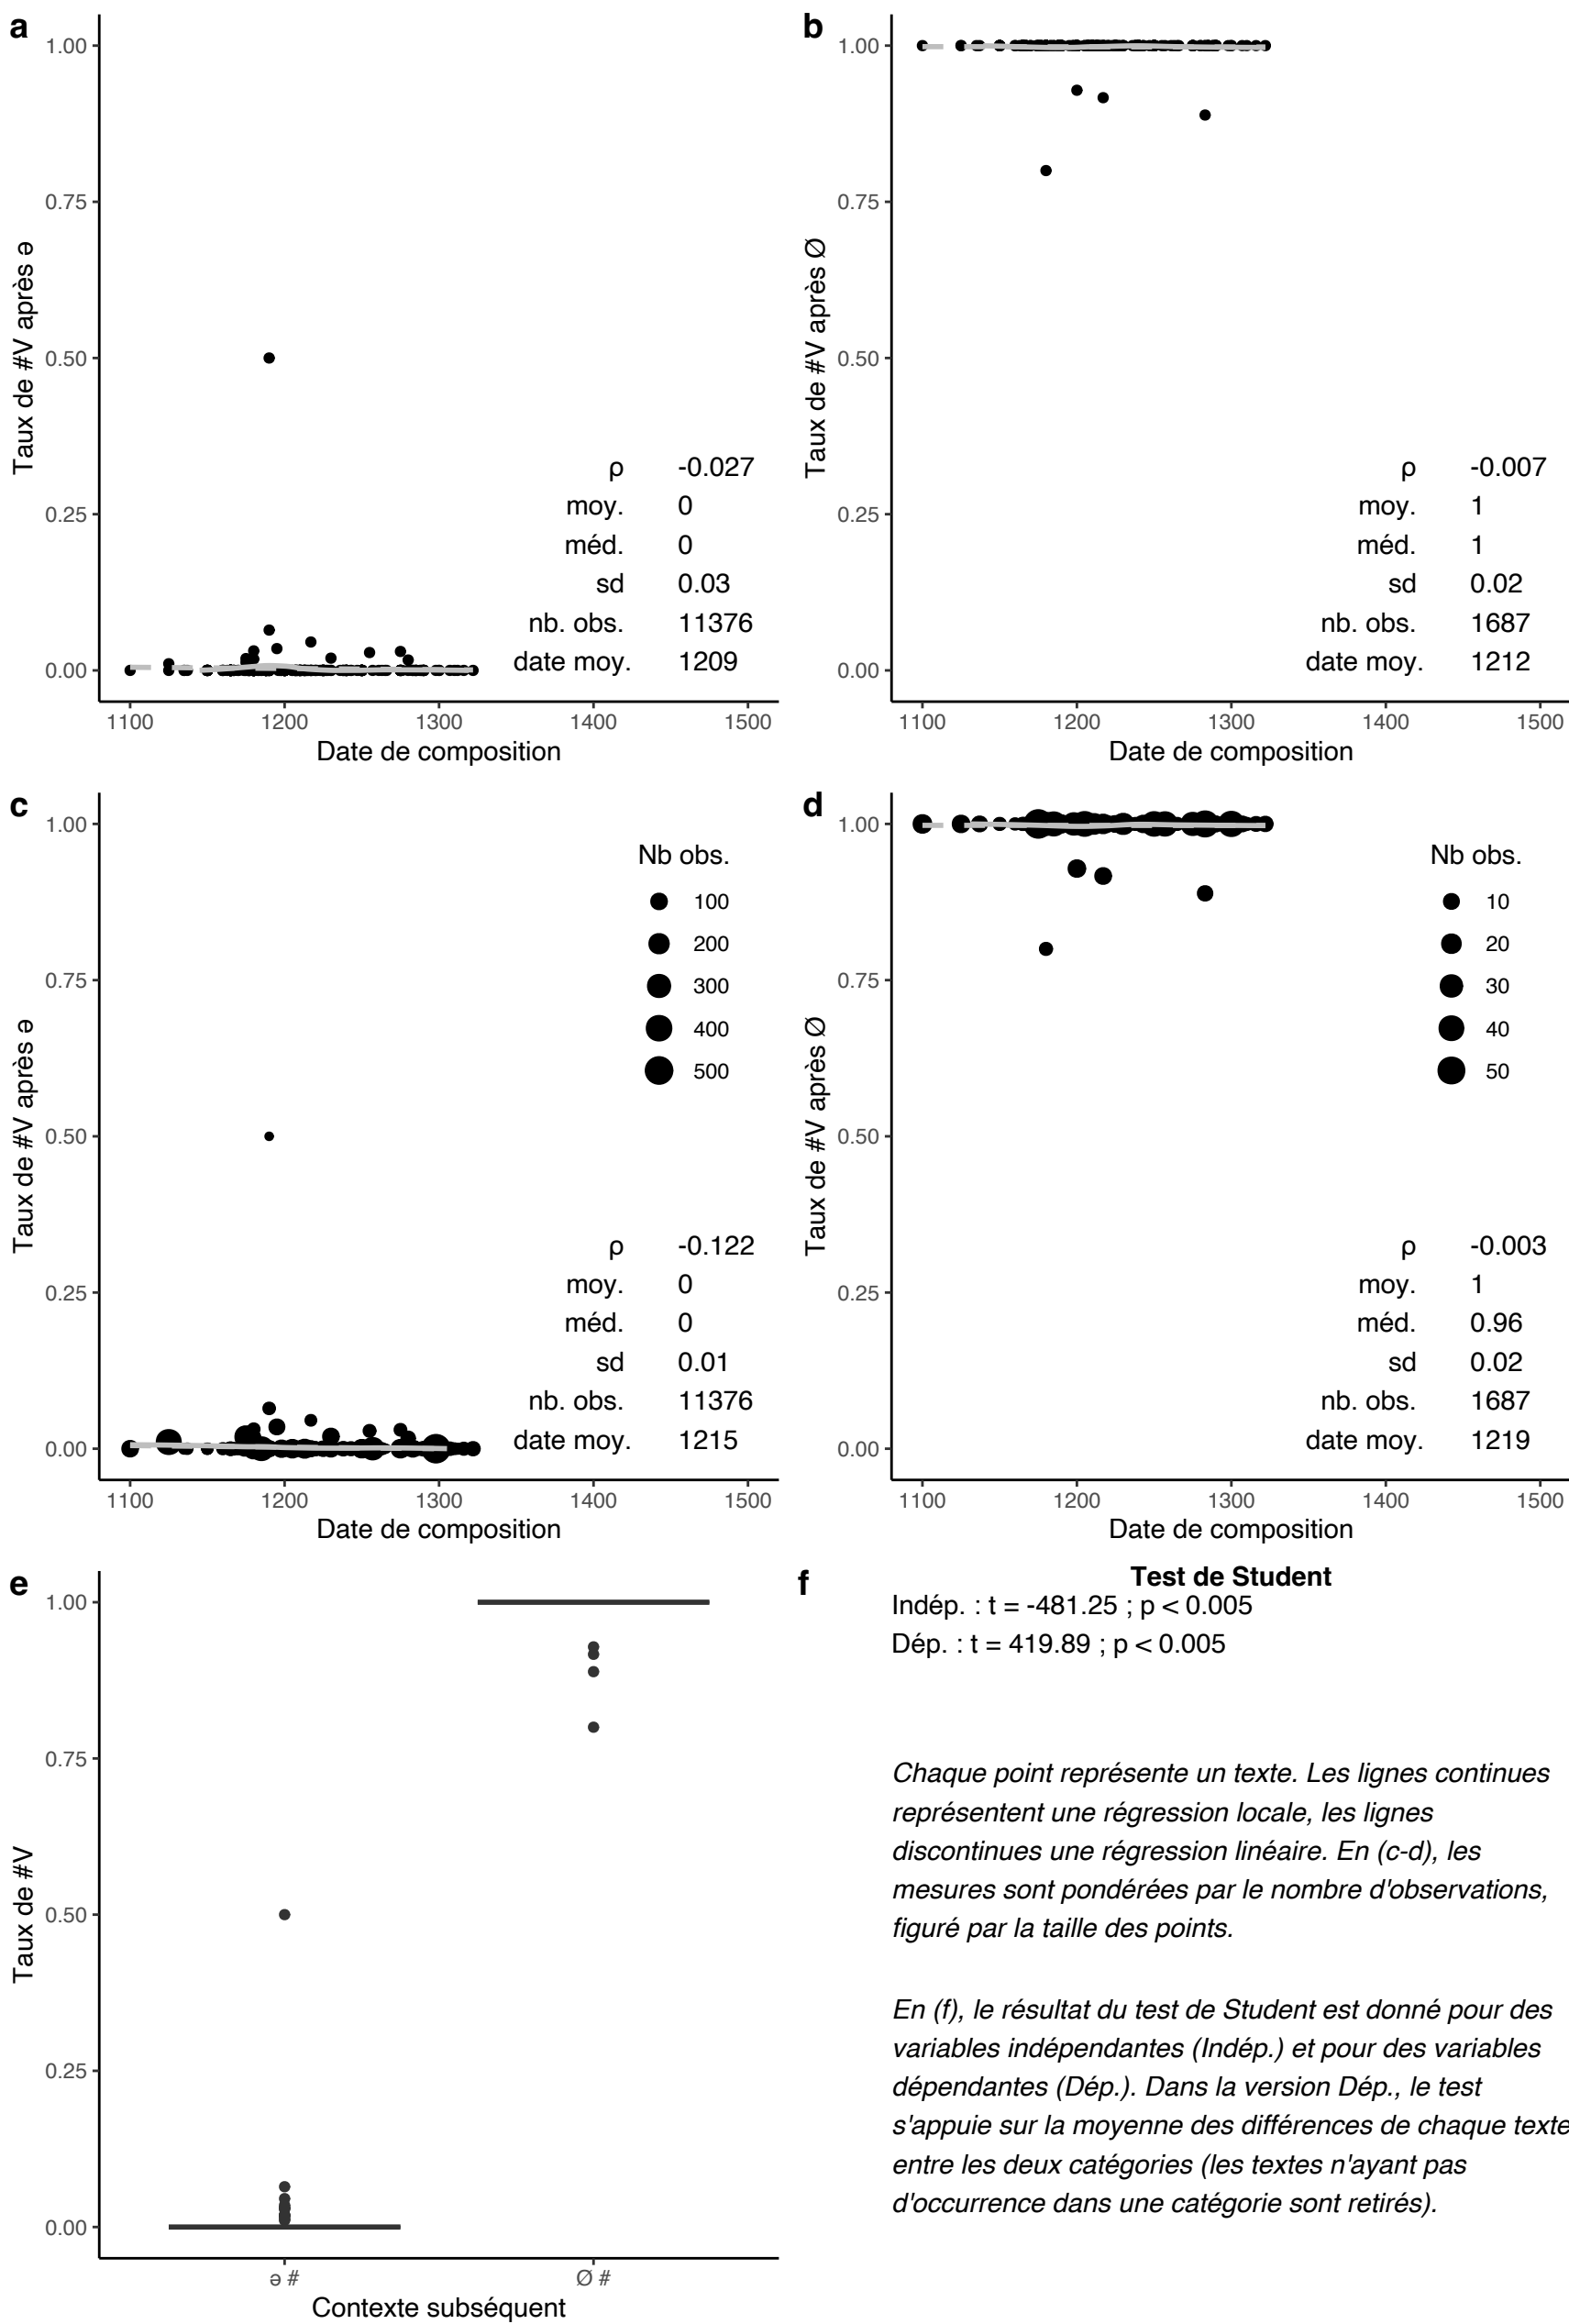 a
1.00
0.75
0.50
0.25
0.00
Taux de #V après ə
ρ -0.027
moy. 0
méd. 0
sd 0.03
nb. obs. 11376
date moy. 1209
1100 1200 1300 1400 1500
Date de composition
b
1.00
0.75
0.50
0.25
0.00
Taux de #V après Ø
ρ -0.007
moy. 1
méd. 1
sd 0.02
nb. obs. 1687
date moy. 1212
1100 1200 1300 1400 1500
Date de composition
c
1.00
0.75
0.50
0.25
0.00
Taux de #V après ə
Nb obs.
100
200
300
400
500
ρ -0.122
moy. 0
méd. 0
sd 0.01
nb. obs. 11376
date moy. 1215
1100 1200 1300 1400 1500
Date de composition
d
1.00
0.75
0.50
0.25
0.00
Taux de #V après Ø
Nb obs.
10
20
30
40
50
ρ -0.003
moy. 1
méd. 0.96
sd 0.02
nb. obs. 1687
date moy. 1219
1100 1200 1300 1400 1500
Date de composition
e
1.00
0.75
0.50
0.25
0.00
Taux de #V
ə # Ø #
Contexte subséquent
f
Test de Student
Indép. : t = -481.25 ; p < 0.005
Dép. : t = 419.89 ; p < 0.005
Chaque point représente un texte. Les lignes continues
représentent une régression locale, les lignes
discontinues une régression linéaire. En (c-d), les
mesures sont pondérées par le nombre d'observations,
figuré par la taille des points.
En (f), le résultat du test de Student est donné pour des
variables indépendantes (Indép.) et pour des variables
dépendantes (Dép.). Dans la version Dép., le test
s'appuie sur la moyenne des différences de chaque texte
entre les deux catégories (les textes n'ayant pas
d'occurrence dans une catégorie sont retirés).